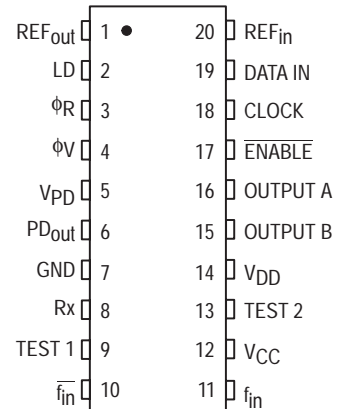 REFout 1 20 REFin
LD 2 19 DATA IN
ϕR 3 18 CLOCK
ϕV 4 17 ENABLE
VPD 5 16 OUTPUT A
PDout 6 15 OUTPUT B
GND 7 14 VDD
Rx 8 13 TEST 2
TEST 1 9 12 VCC
fin 10 11 fin